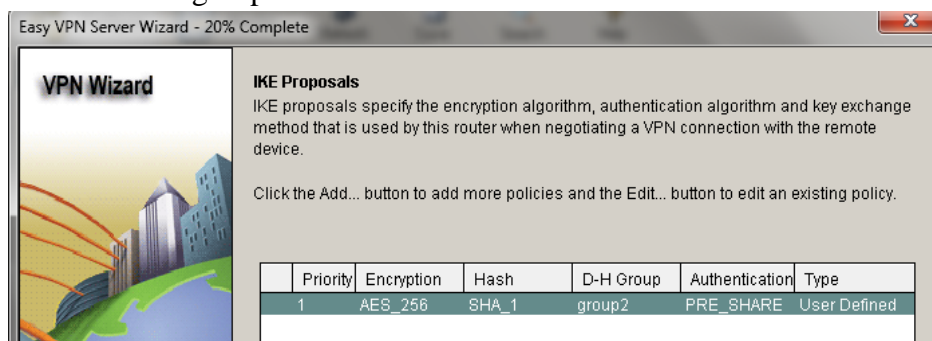 Easy VPN Server Wizard - 20% Complete
VPN Wizard
IKE Proposals
IKE proposals specify the encryption algorithm, authentication algorithm and key exchange
method that is used by this router when negotiating a VPN connection with the remote
device.
Click the Add... button to add more policies and the Edit... button to edit an existing policy.
Priority Encryption Hash D-H Group Authentication Type
1 AES_256 SHA_1 group2 PRE_SHARE User Defined